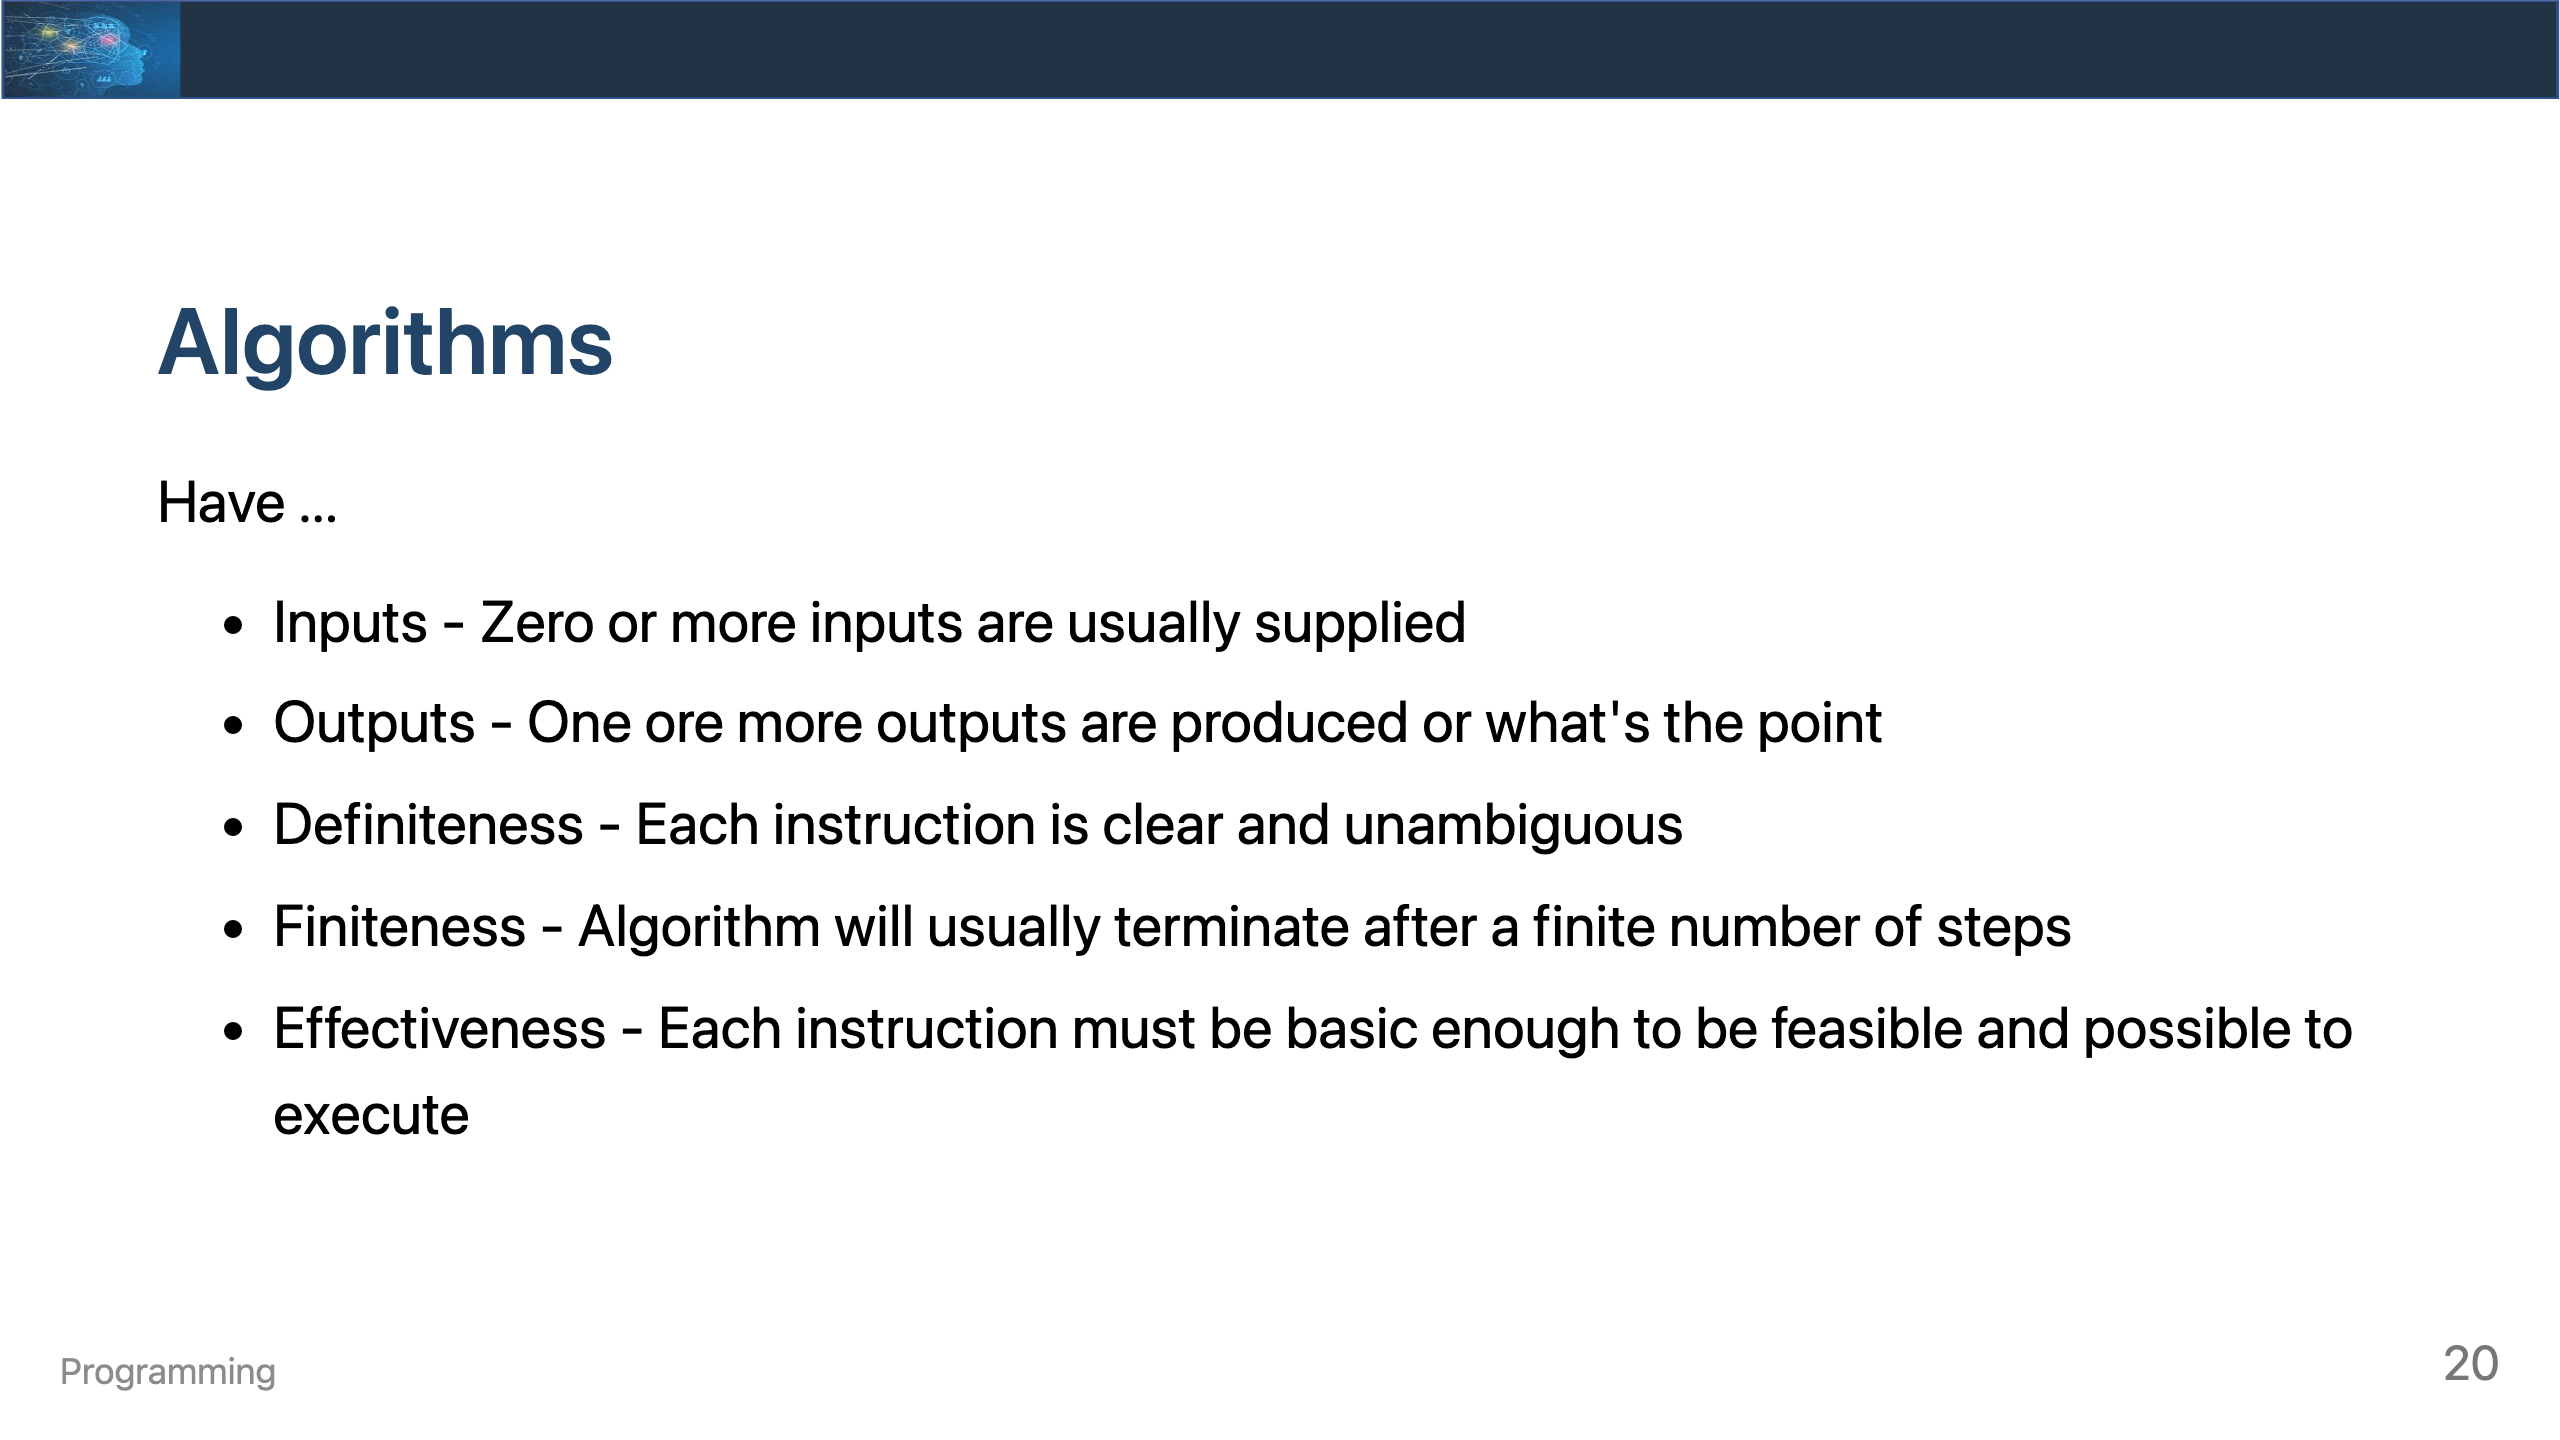 Algorithms
Have ...
• Inputs - Zero or more inputs are usually supplied
• Outputs - One ore more outputs are produced or what's the point
• Definiteness - Each instruction is clear and unambiguous
• Finiteness - Algorithm will usually terminate after a finite number of steps
• Effectiveness - Each instruction must be basic enough to be feasible and possible to
execute
Programming
20